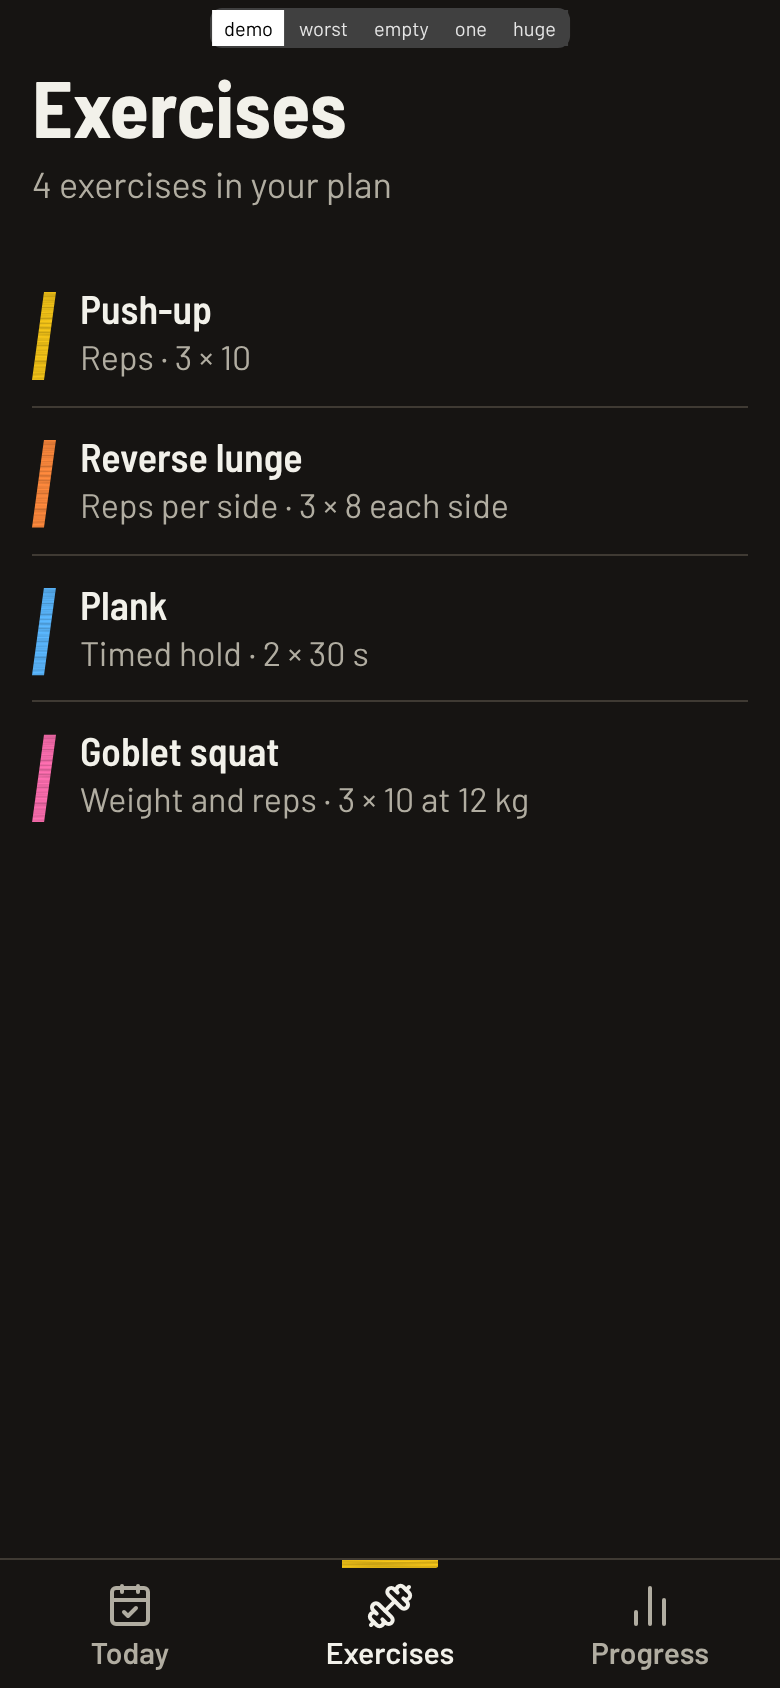 demo worst empty one huge
Exercises
4 exercises in your plan
Push-up
Reps · 3 × 10
Reverse lunge
Reps per side · 3 × 8 each side
Plank
Timed hold · 2 × 30 s
Goblet squat
Weight and reps · 3 × 10 at 12 kg
Today Exercises Progress